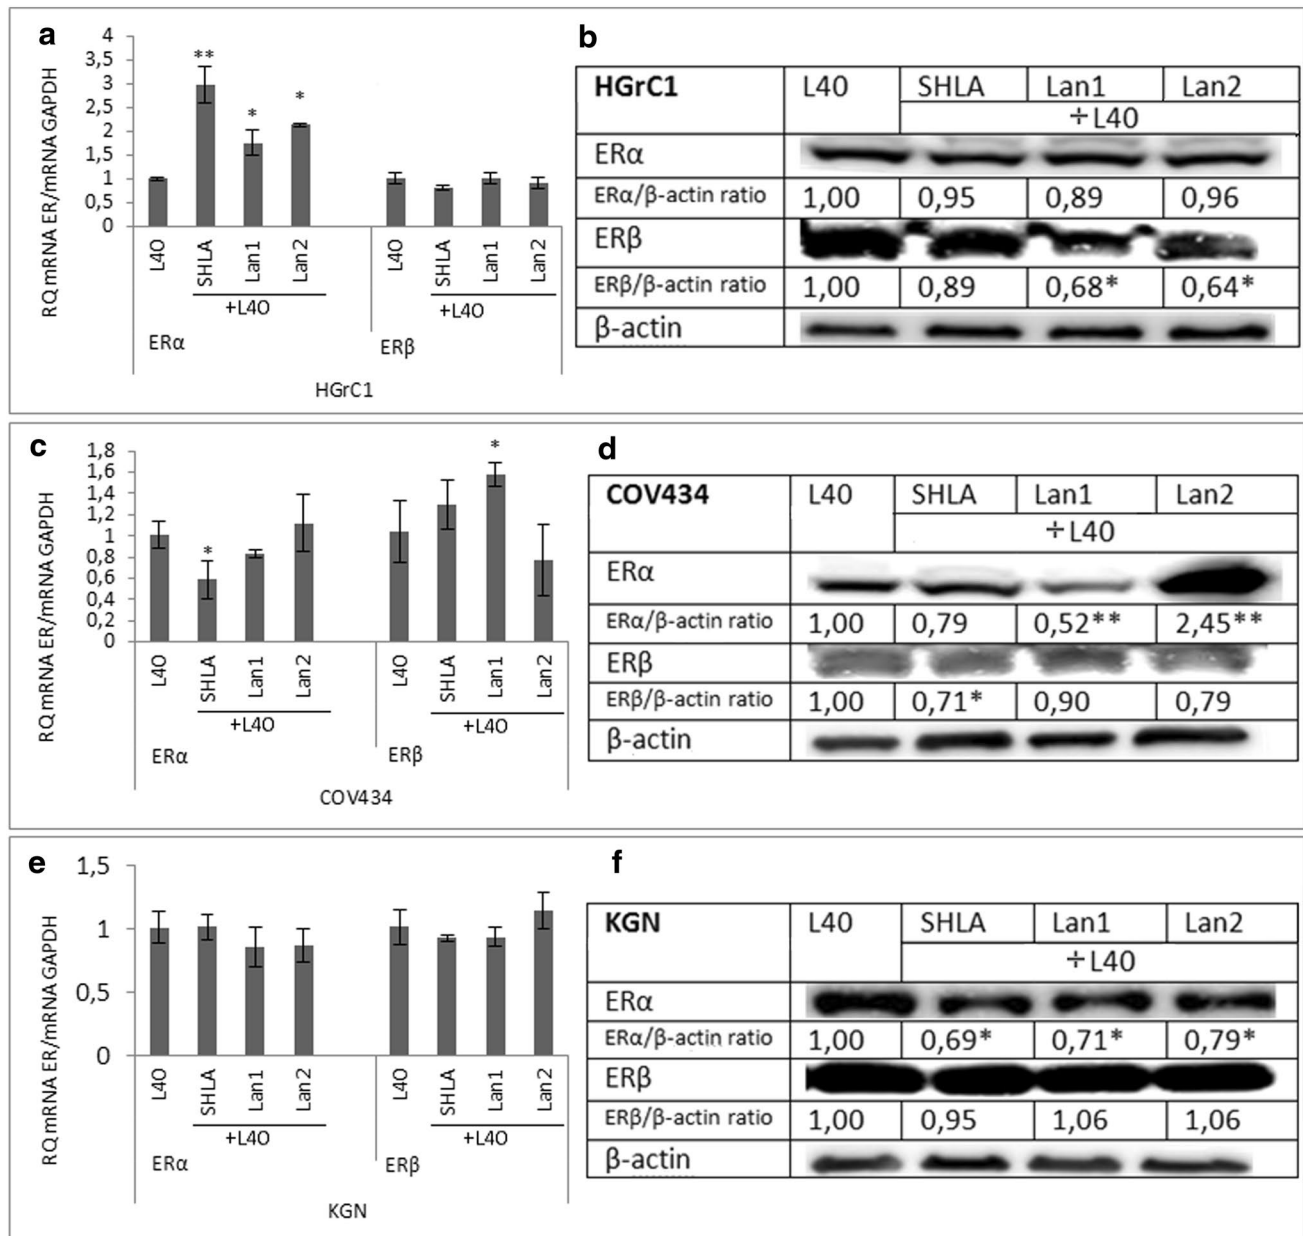 a
RQ mRNA ER/mRNA GAPDH
4
3,5
3
2,5
2
1,5
1
0,5
0
**
*
*
L40 SHLA Lan1 Lan2 L40 SHLA Lan1 Lan2
+L40 +L40
ERα ERβ
HGrC1
b
HGrC1 L40 SHLA Lan1 Lan2
+L40
ERα
ERα/β-actin ratio 1,00 0,95 0,89 0,96
ERβ
ERβ/β-actin ratio 1,00 0,89 0,68* 0,64*
β-actin
c
RQ mRNA ER/mRNA GAPDH
1,8
1,6
1,4
1,2
1
0,8
0,6
0,4
0,2
0
*
*
L40 SHLA Lan1 Lan2 L40 SHLA Lan1 Lan2
+L40 +L40
ERα ERβ
COV434
d
COV434 L40 SHLA Lan1 Lan2
+L40
ERα
ERα/β-actin ratio 1,00 0,79 0,52** 2,45**
ERβ
ERβ/β-actin ratio 1,00 0,71* 0,90 0,79
β-actin
e
RQ mRNA ER/mRNA GAPDH
1,5
1
0,5
0
L40 SHLA Lan1 Lan2 L40 SHLA Lan1 Lan2
+L40 +L40
ERα ERβ
KGN
f
KGN L40 SHLA Lan1 Lan2
+L40
ERα
ERα/β-actin ratio 1,00 0,69* 0,71* 0,79*
ERβ
ERβ/β-actin ratio 1,00 0,95 1,06 1,06
β-actin